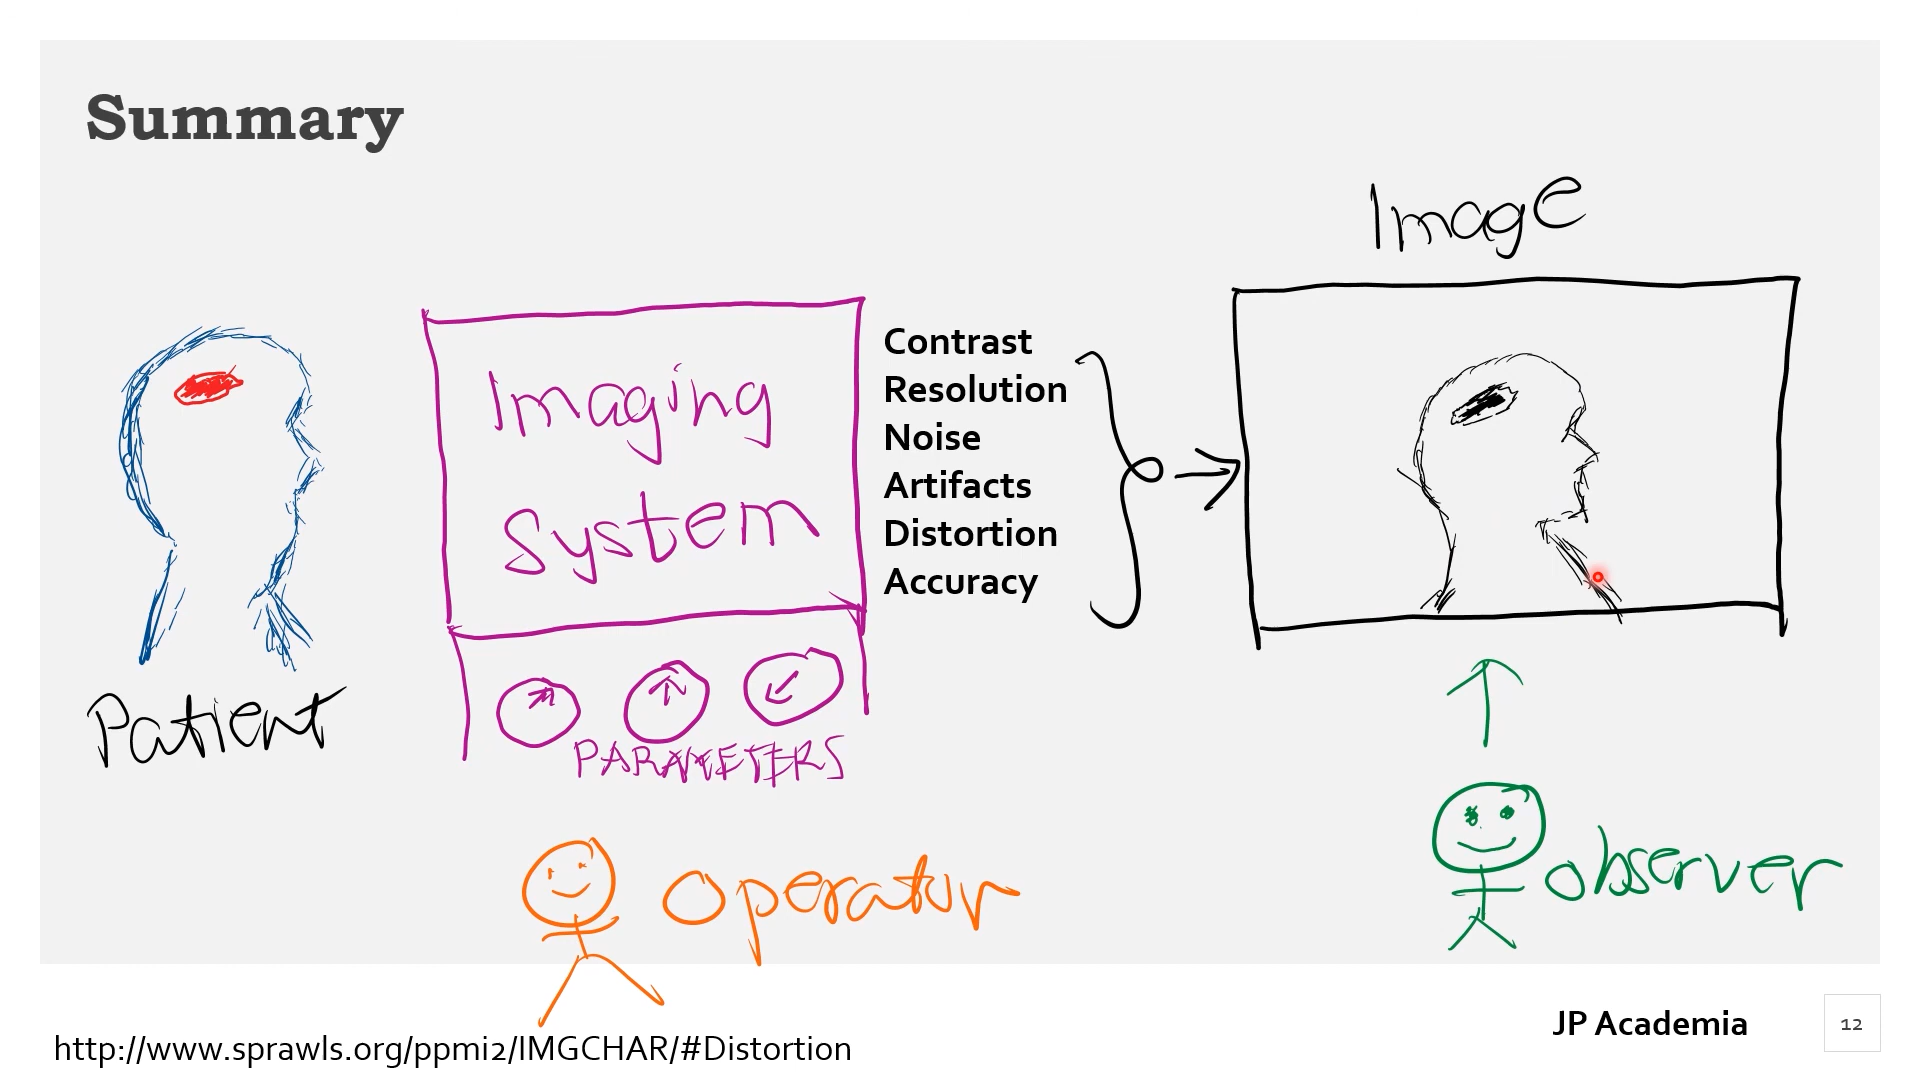 Summary
Image
Imaging
System
Contrast
Resolution
Noise
Artifacts
Distortion
Accuracy
Patient
PARAMETERS
operator
observer
JP Academia
12
http://www.sprawls.org/ppmi2/IMGCHAR/#Distortion